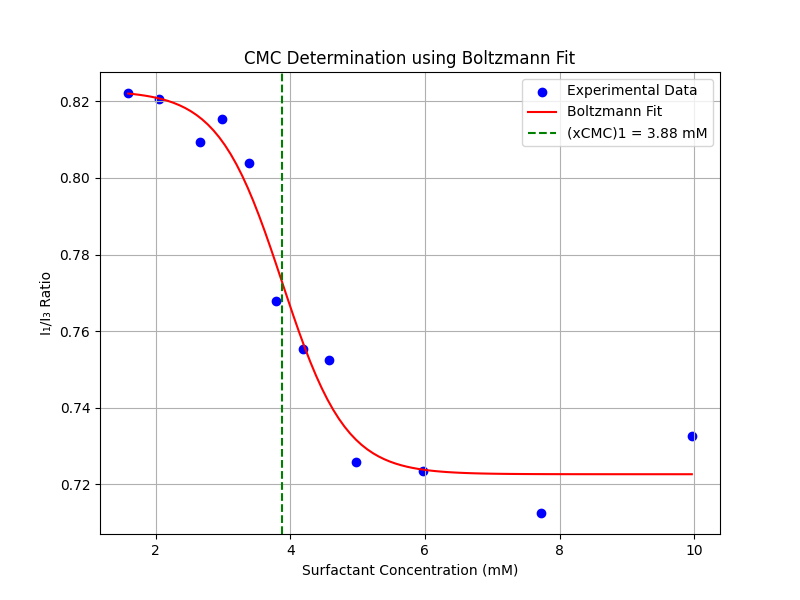 CMC Determination using Boltzmann Fit
Experimental Data
Boltzmann Fit
(xCMC)1 = 3.88 mM
I₁/I₃ Ratio
0.82
0.80
0.78
0.76
0.74
0.72
2 4 6 8 10
Surfactant Concentration (mM)